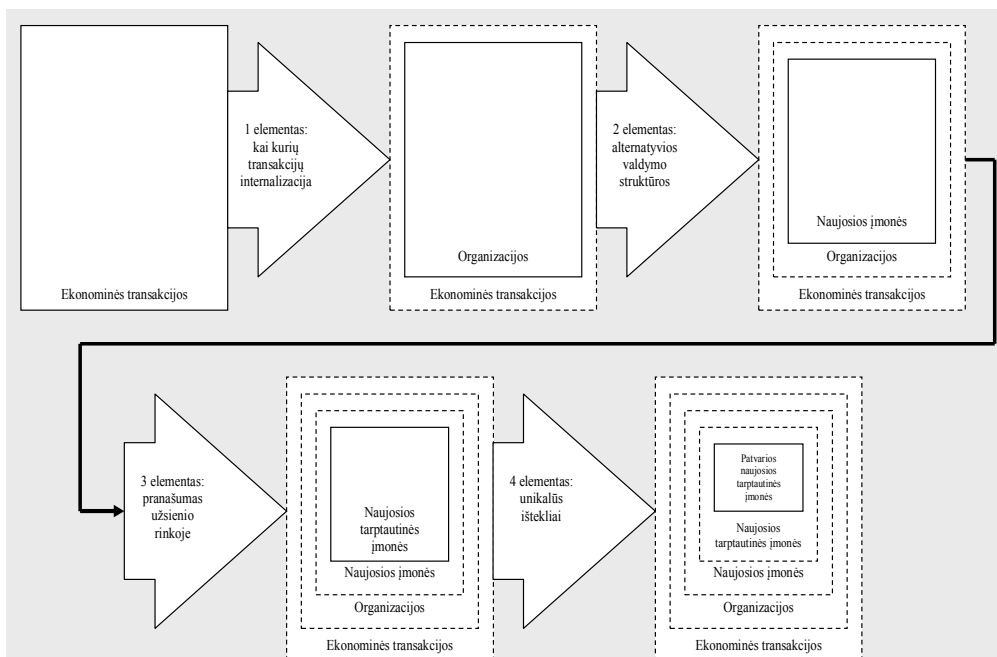 1 elementas:
kai kurių
transakcijų
internalizacija
2 elementas:
alternatyvios
valdymo
struktūros
Naujosios įmonės
Organizacijos
Organizacijos
Ekonominės transakcijos
Ekonominės transakcijos
Ekonominės transakcijos
3 elementas:
pranašumas
užsienio
rinkoje
Naujosios
tarptautinės
įmonės
Naujosios įmonės
Organizacijos
Ekonominės transakcijos
4 elementas:
unikalūs
ištekliai
Patvarios
naujosios
tarptautinės
įmonės
Naujosios
tarptautinės įmonės
Naujosios įmonės
Organizacijos
Ekonominės transakcijos